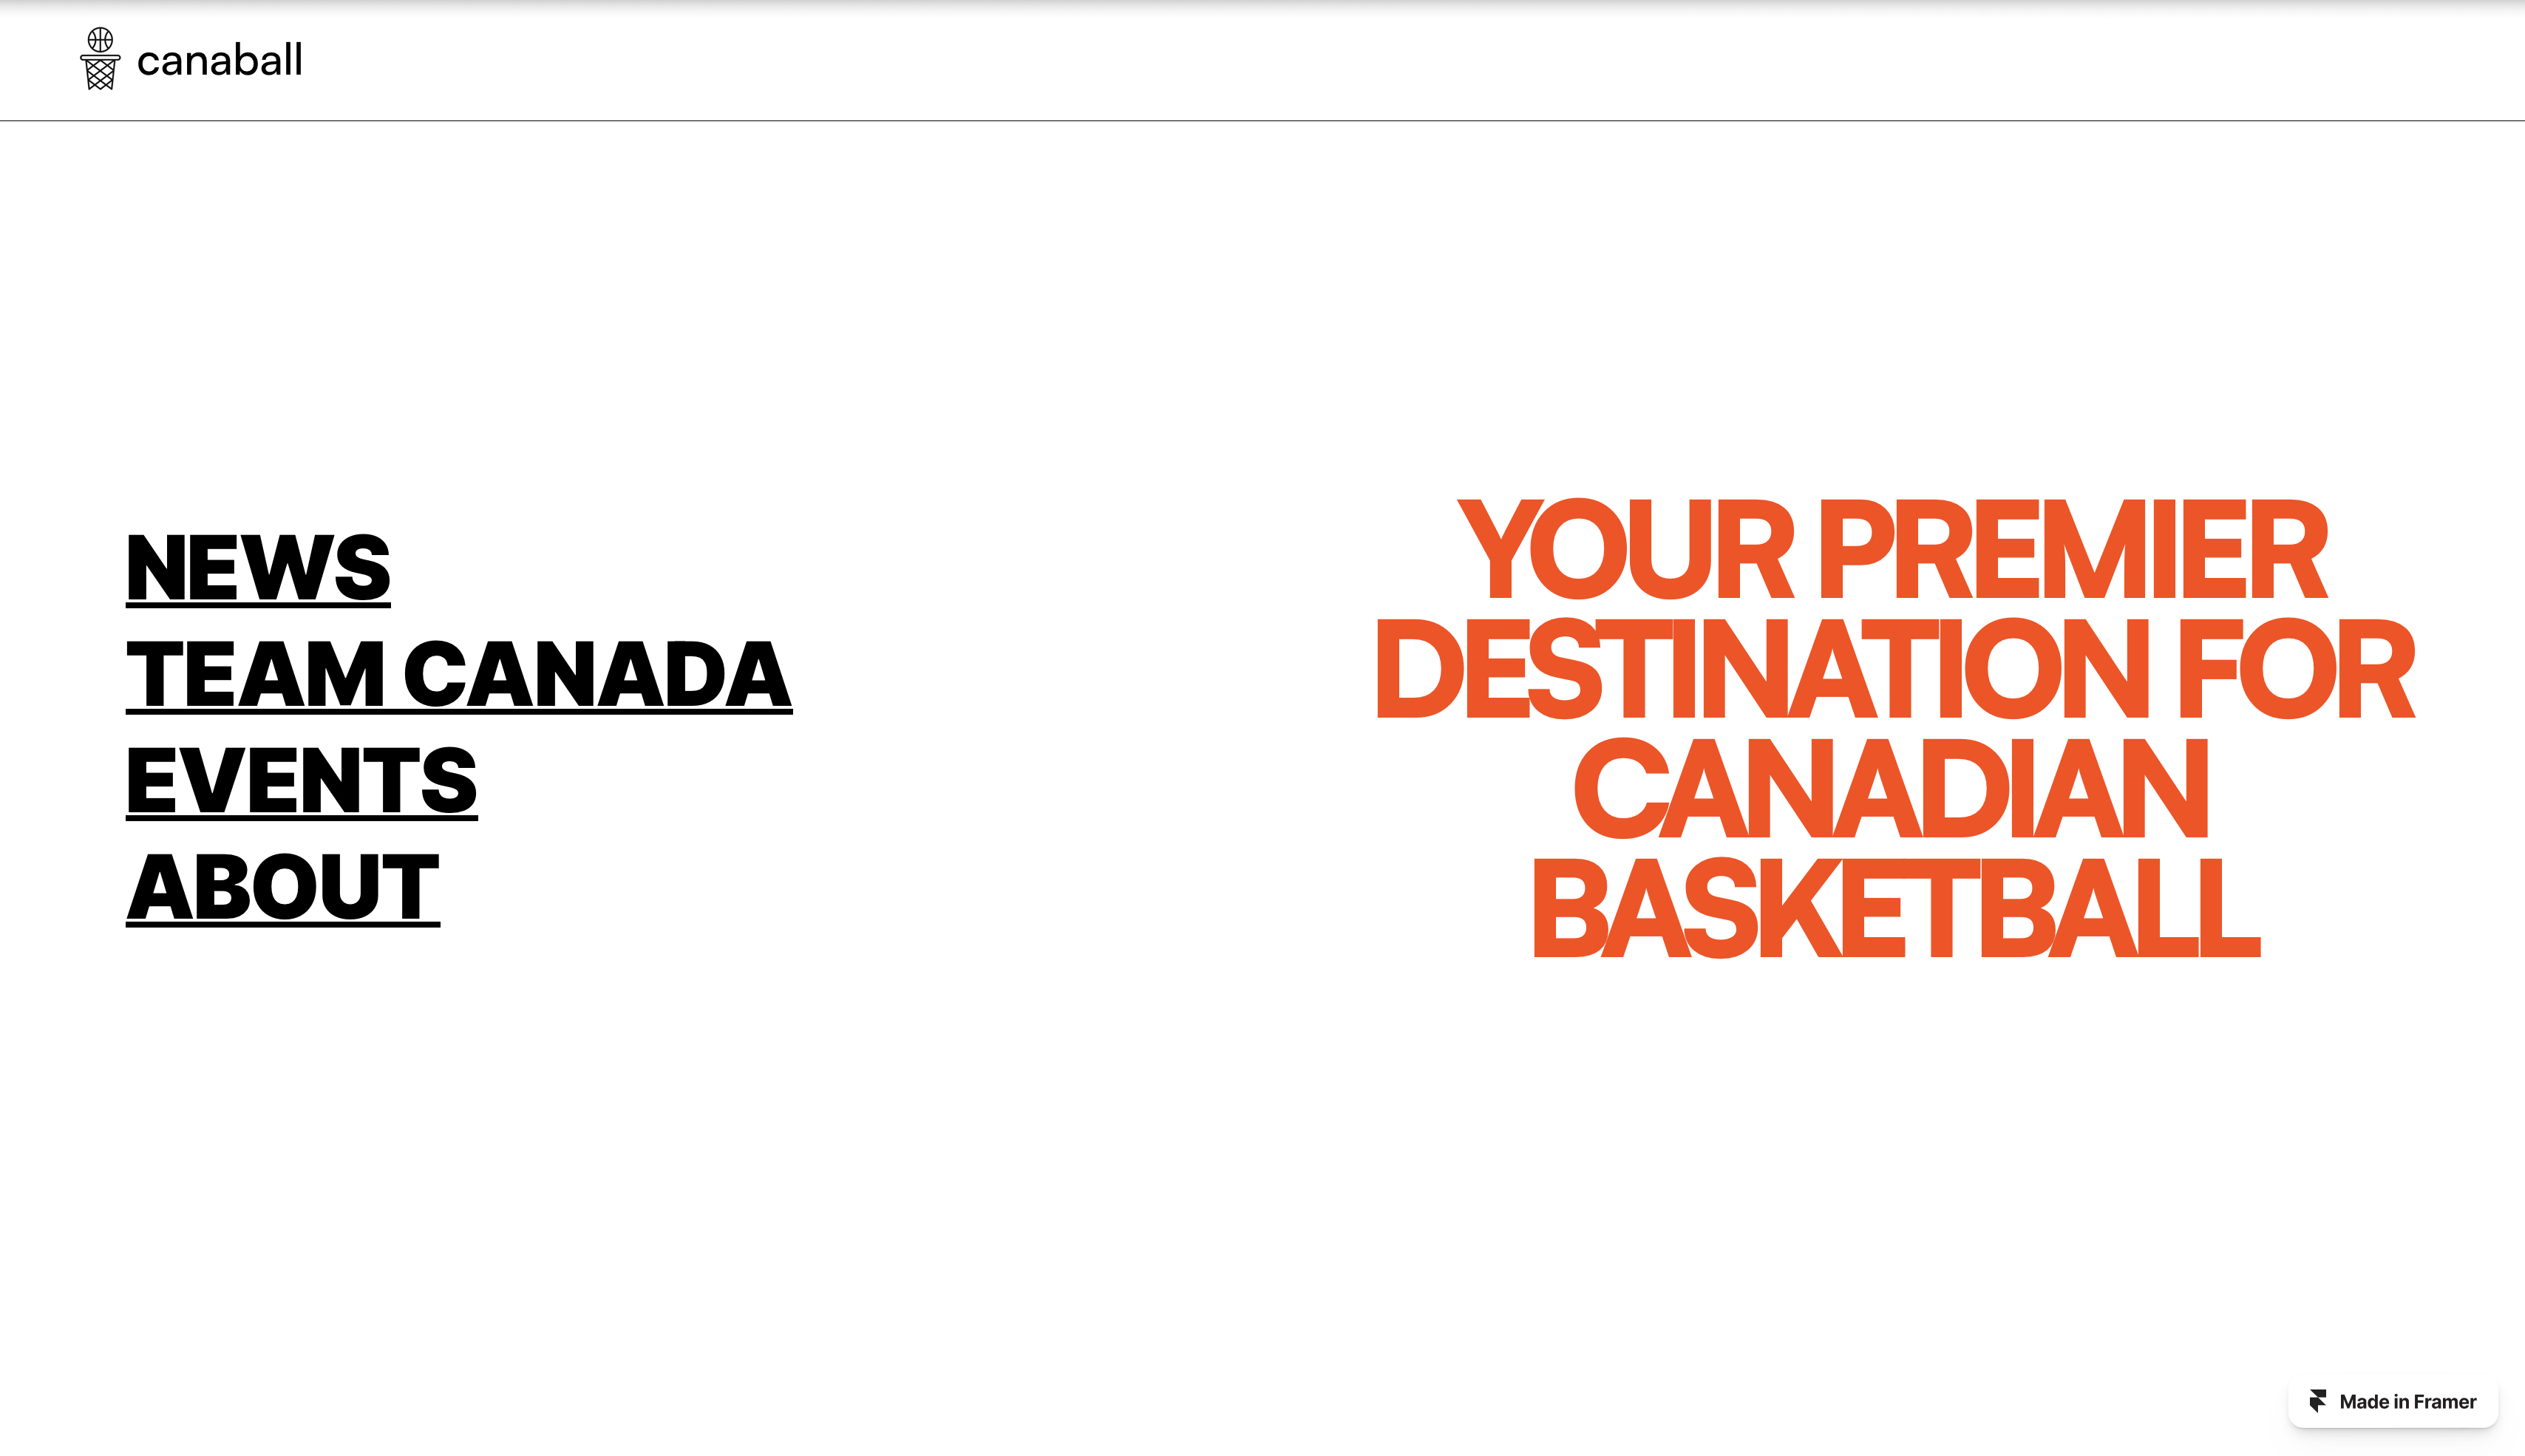 canaball
NEWS
TEAM CANADA
EVENTS
ABOUT
YOUR PREMIER
DESTINATION FOR
CANADIAN
BASKETBALL
Made in Framer